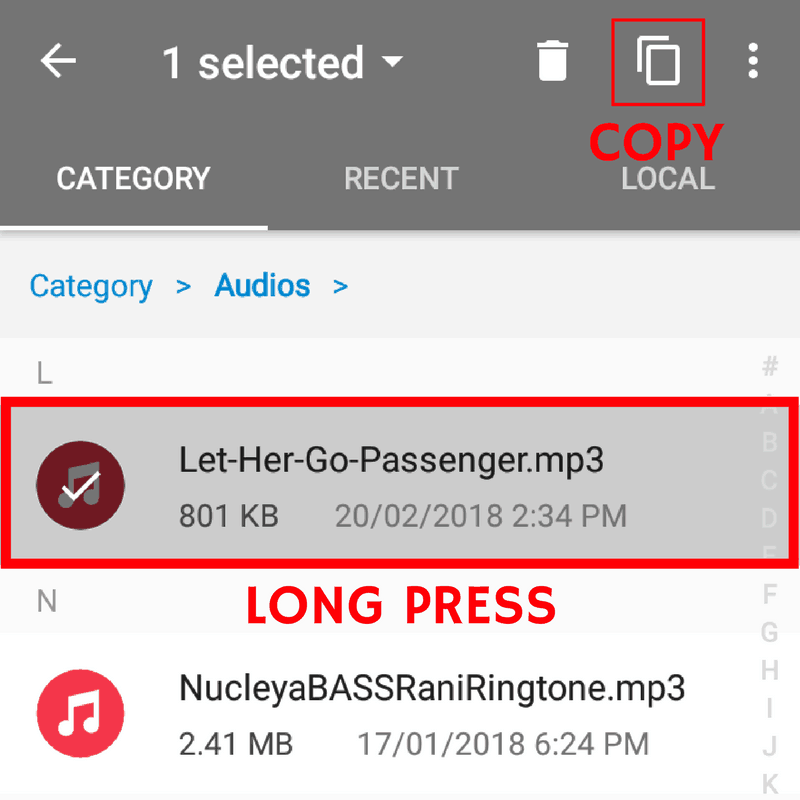 1 selected
COPY
CATEGORY RECENT LOCAL
Category > Audios >
L
#
A
Let-Her-Go-Passenger.mp3
B
C
801 KB 20/02/2018 2:34 PM
D
E
LONG PRESS
N
F
G
H
NucleyaBASSRaniRingtone.mp3
I
2.41 MB 17/01/2018 6:24 PM
J
K